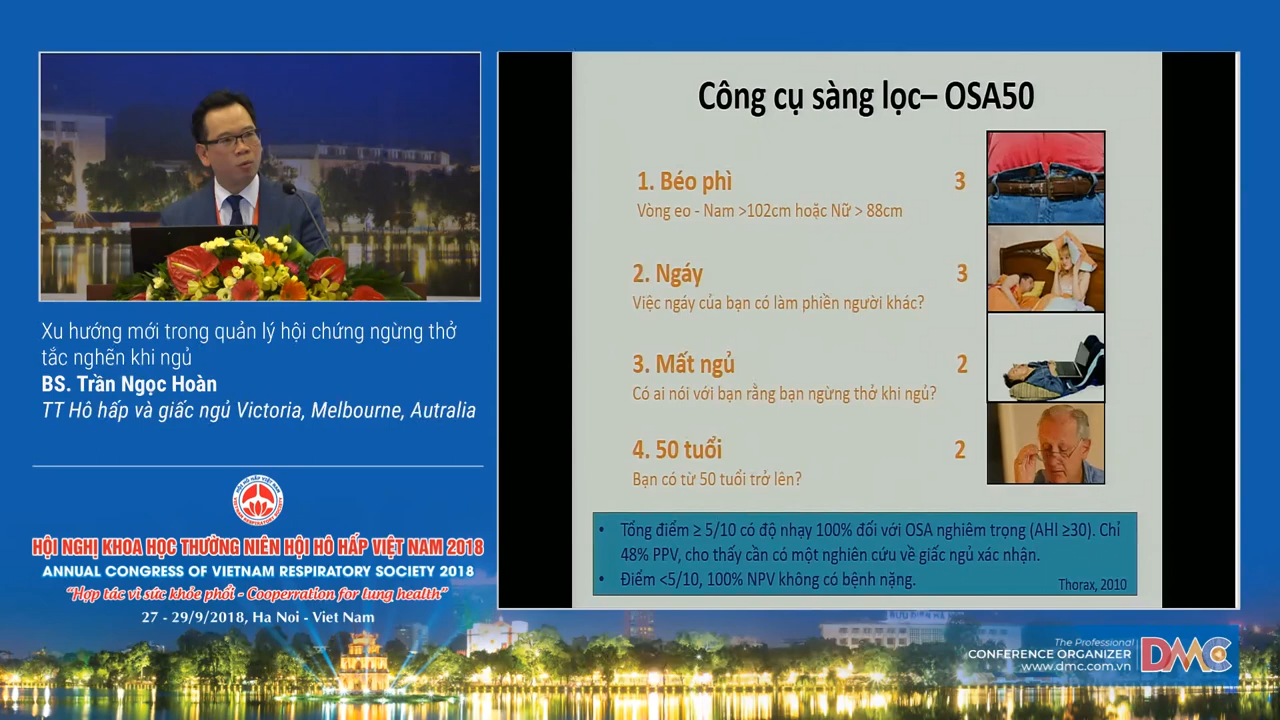 Công cụ sàng lọc– OSA50
1. Béo phì 3
Vòng eo - Nam >102cm hoặc Nữ > 88cm
2. Ngáy 3
Việc ngáy của bạn có làm phiền người khác?
3. Mất ngủ 2
Có ai nói với bạn rằng bạn ngừng thở khi ngủ?
4. 50 tuổi 2
Bạn có từ 50 tuổi trở lên?
• Tổng điểm ≥ 5/10 có độ nhạy 100% đối với OSA nghiêm trọng (AHI ≥30). Chỉ
48% PPV, cho thấy cần có một nghiên cứu về giấc ngủ xác nhận.
• Điểm <5/10, 100% NPV không có bệnh nặng.
Thorax, 2010
Xu hướng mới trong quản lý hội chứng ngừng thở
tắc nghẽn khi ngủ
BS. Trần Ngọc Hoàn
TT Hô hấp và giấc ngủ Victoria, Melbourne, Autralia
HỘI HÔ HẤP VIỆT NAM
VIETNAM RESPIRATORY SOCIETY
HỘI NGHỊ KHOA HỌC THƯỜNG NIÊN HỘI HÔ HẤP VIỆT NAM 2018
ANNUAL CONGRESS OF VIETNAM RESPIRATORY SOCIETY 2018
“Hợp tác vì sức khỏe phổi - Cooperration for lung health”
27 - 29/9/2018, Ha Noi - Viet Nam
The Professional
CONFERENCE ORGANIZER
www.dmc.com.vn
DMC